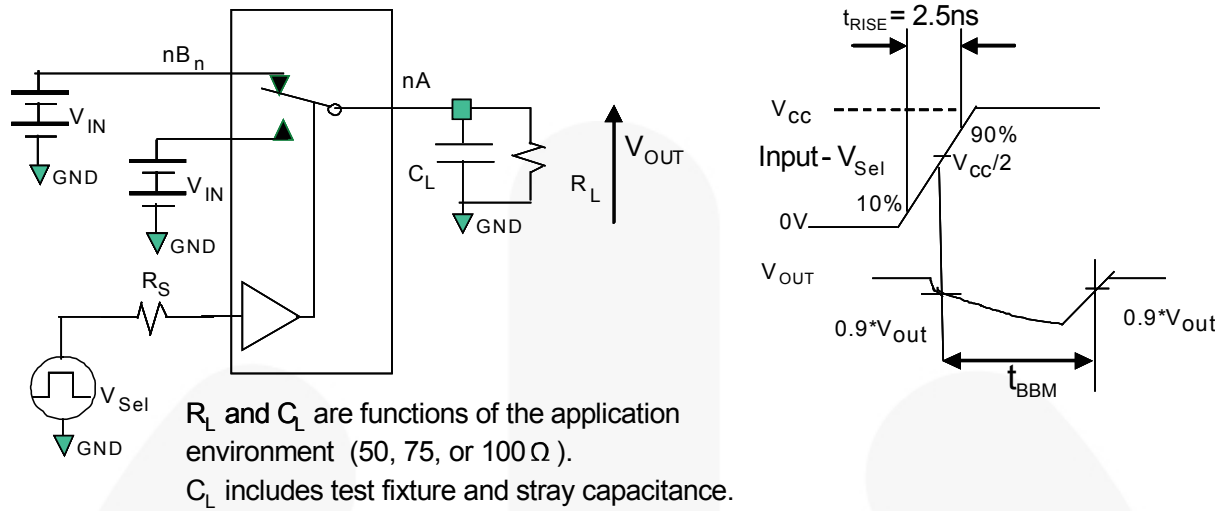 nB_n
nA
V_IN
GND
V_IN
GND
C_L
R_L
GND
V_OUT
R_S
V_Sel
GND
R_L and C_L are functions of the application
environment (50, 75, or 100 Ω ).
C_L includes test fixture and stray capacitance.
t_RISE = 2.5ns
V_cc
90%
Input - V_Sel
V_cc/2
10%
0V
V_OUT
0.9*V_out
0.9*V_out
t_BBM